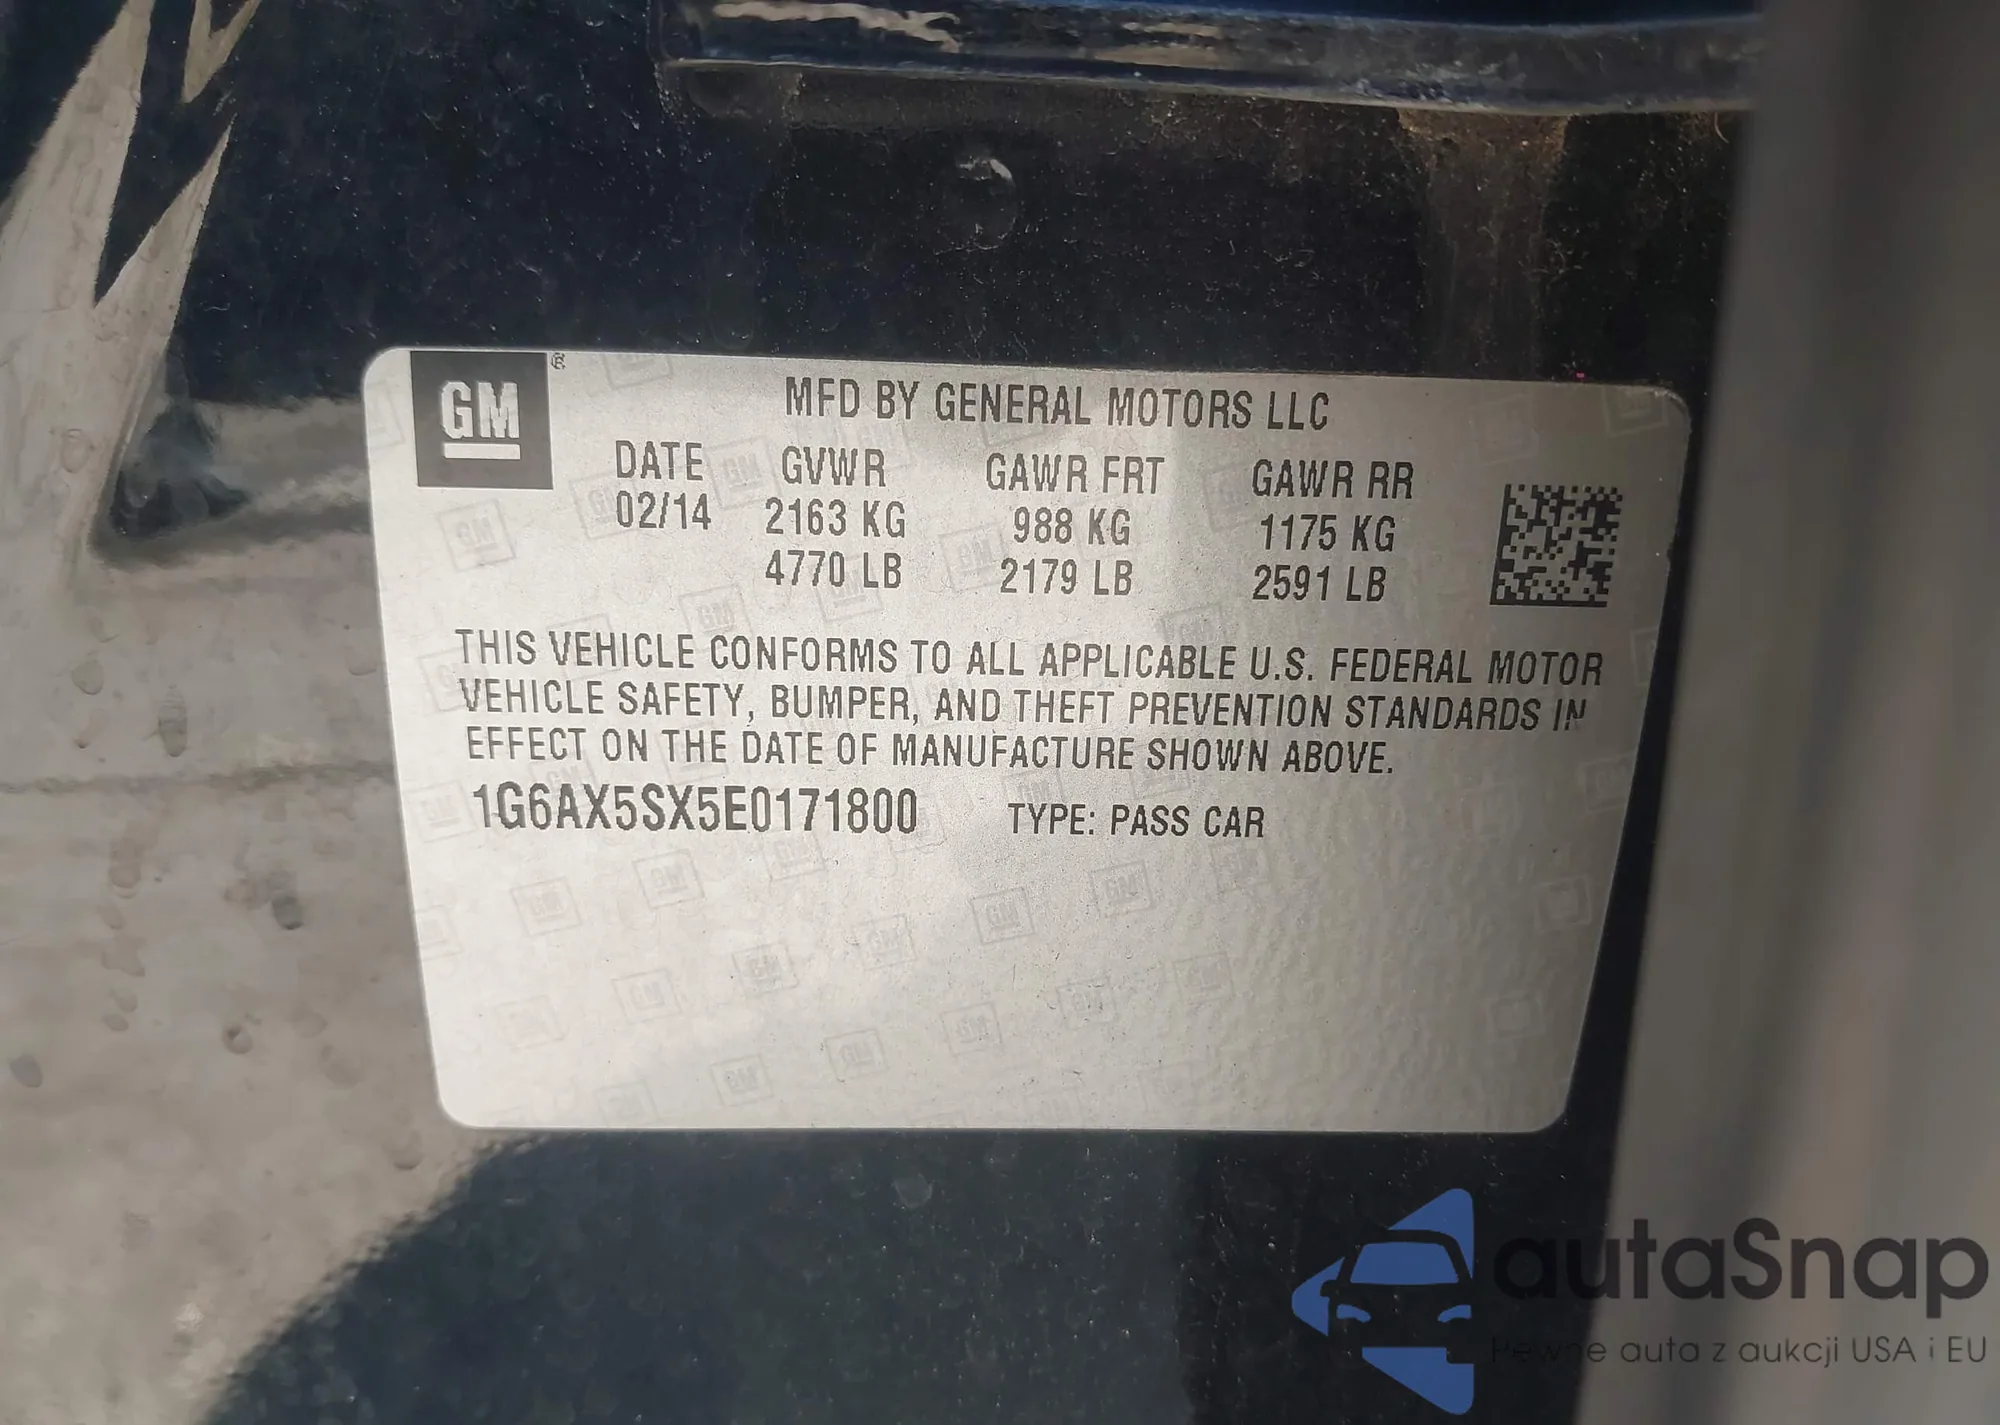 GM ®
MFD BY GENERAL MOTORS LLC
DATE GVWR GAWR FRT GAWR RR
02/14 2163 KG 988 KG 1175 KG
4770 LB 2179 LB 2591 LB
THIS VEHICLE CONFORMS TO ALL APPLICABLE U.S. FEDERAL MOTOR
VEHICLE SAFETY, BUMPER, AND THEFT PREVENTION STANDARDS IN
EFFECT ON THE DATE OF MANUFACTURE SHOWN ABOVE.
1G6AX5SX5E0171800 TYPE: PASS CAR
autaSnap
Pewne auta z aukcji USA i EU